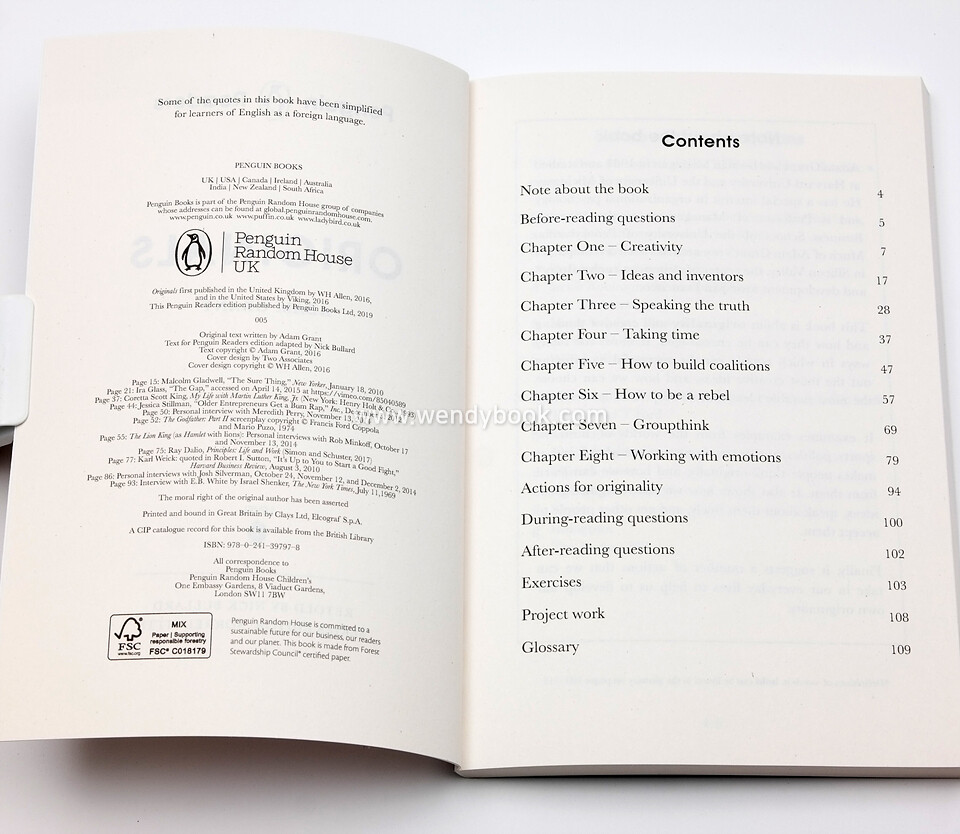 Some of the quotes in this book have been simplified
for learners of English as a foreign language.
PENGUIN BOOKS
UK | USA | Canada | Ireland | Australia
India | New Zealand | South Africa
Penguin Books is part of the Penguin Random House group of companies
whose addresses can be found at global.penguinrandomhouse.com.
www.penguin.co.uk www.puffin.co.uk www.ladybird.co.uk
Penguin
Random House
UK
Originals first published in the United Kingdom by WH Allen, 2016,
and in the United States by Viking, 2016
This Penguin Readers edition published by Penguin Books Ltd, 2019
005
Original text written by Adam Grant
Text for Penguin Readers edition adapted by Nick Bullard
Text copyright © Adam Grant, 2016
Cover design by Two Associates
Cover design copyright © WH Allen, 2016
Page 15: Malcolm Gladwell, “The Sure Thing,” New Yorker, January 18, 2010
Page 21: Ira Glass, “The Gap,” accessed on April 14, 2015 at https://vimeo.com/85040589
Page 37: Coretta Scott King, My Life with Martin Luther King, Jr. (New York: Henry Holt &
Page 44: Jessica Stillman, “Older Entrepreneurs Get a Bum Rap,” Inc., 2012
Page 50: Personal interview with Meredith Perry, November 13,
Page 52: The Godfather: Part II screenplay copyright © Francis Ford Coppola
and Mario Puzo, 1974
Page 55: The Lion King (as Hamlet with lions): Personal interviews with Rob Minkoff, October 17
and November 13, 2014
Page 75: Ray Dalio, Principles: Life and Work (Simon and Schuster, 2017)
Page 77: Karl Weick: quoted in Robert I. Sutton, “It’s Up to You to Start a Good Fight,”
Harvard Business Review, August 3, 2010
Page 86: Personal interviews with Josh Silverman, October 24, November 12, and December 2, 2014
Page 93: Interview with E.B. White by Israel Shenker, The New York Times, July 11,1969
The moral right of the original author has been asserted
Printed and bound in Great Britain by Clays Ltd, Elcograf S.p.A.
A CIP catalogue record for this book is available from the British Library
ISBN: 978-0-241-39797-8
All correspondence to
Penguin Books
Penguin Random House Children’s
One Embassy Gardens, 8 Viaduct Gardens,
London SW11 7BW
FSC
www.fsc.org
MIX
Paper | Supporting
responsible forestry
FSC® C018179
Penguin Random House is committed to a
sustainable future for our business, our readers
and our planet. This book is made from Forest
Stewardship Council® certified paper.
www.wendybook.com
Contents
Note about the book 4
Before-reading questions 5
Chapter One – Creativity 7
Chapter Two – Ideas and inventors 17
Chapter Three – Speaking the truth 28
Chapter Four – Taking time 37
Chapter Five – How to build coalitions 47
Chapter Six – How to be a rebel 57
Chapter Seven – Groupthink 69
Chapter Eight – Working with emotions 79
Actions for originality 94
During-reading questions 100
After-reading questions 102
Exercises 103
Project work 108
Glossary 109